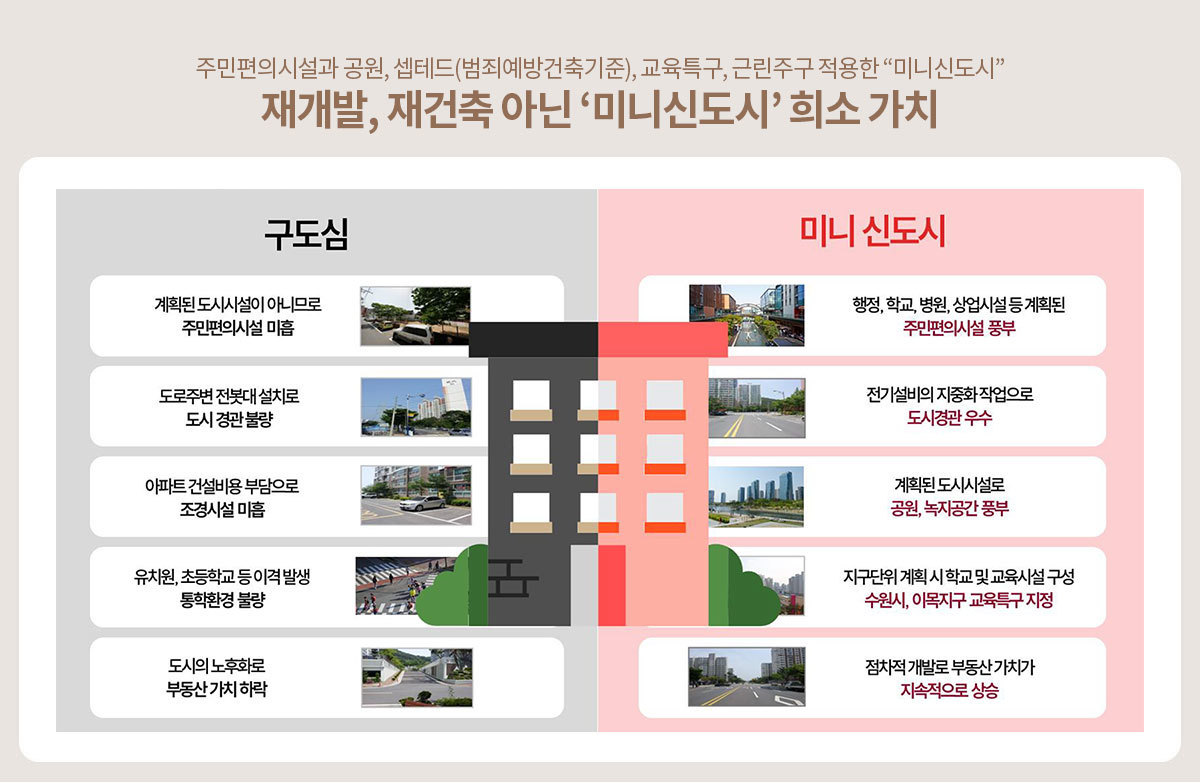 주민편의시설과 공원, 셉테드(범죄예방건축기준), 교육특구, 근린주구 적용한 “미니신도시”
재개발, 재건축 아닌 ‘미니신도시’ 희소 가치
구도심
계획된 도시시설이 아니므로
주민편의시설 미흡
도로주변 전봇대 설치로
도시 경관 불량
아파트 건설비용 부담으로
조경시설 미흡
유치원, 초등학교 등 이격 발생
통학환경 불량
도시의 노후화로
부동산 가치 하락
미니 신도시
행정, 학교, 병원, 상업시설 등 계획된
주민편의시설 풍부
전기설비의 지중화 작업으로
도시경관 우수
계획된 도시시설로
공원, 녹지공간 풍부
지구단위 계획 시 학교 및 교육시설 구성
수원시, 이목지구 교육특구 지정
점차적 개발로 부동산 가치가
지속적으로 상승